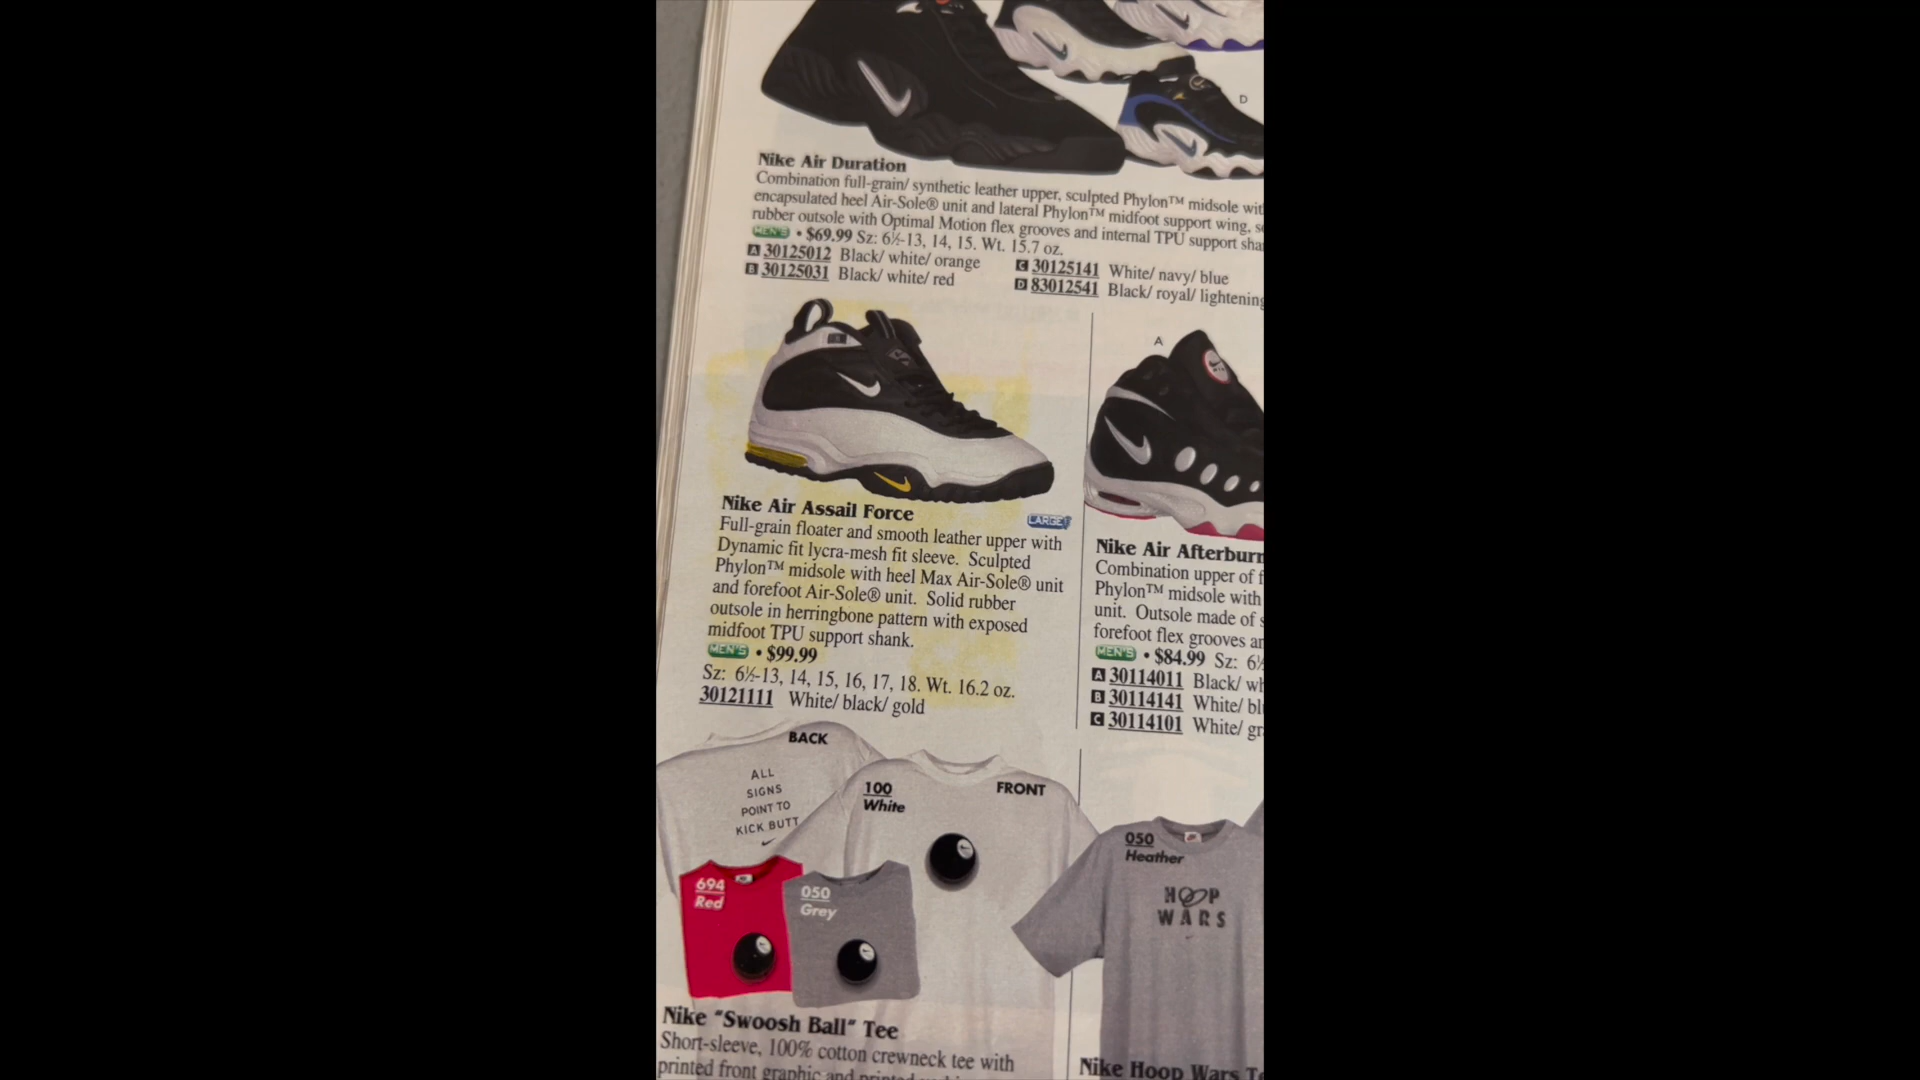 D
Nike Air Duration
Combination full-grain/ synthetic leather upper, sculpted Phylon™ midsole
encapsulated heel Air-Sole® unit and lateral Phylon™ midfoot support wing,
rubber outsole with Optimal Motion flex grooves and internal TPU support
MEN'S • $69.99 Sz: 6½-13, 14, 15. Wt. 15.7 oz.
A 30125012 Black/ white/ orange
B 30125031 Black/ white/ red
C 30125141 White/ navy/ blue
D 83012541 Black/ royal/ lightening
Nike Air Assail Force
LARGE
Full-grain floater and smooth leather upper with
Dynamic fit lycra-mesh fit sleeve. Sculpted
Phylon™ midsole with heel Max Air-Sole® unit
and forefoot Air-Sole® unit. Solid rubber
outsole in herringbone pattern with exposed
midfoot TPU support shank.
MEN'S • $99.99
Sz: 6½-13, 14, 15, 16, 17, 18. Wt. 16.2 oz.
30121111 White/ black/ gold
A
Nike Air Afterburn
Combination upper of
Phylon™ midsole with
unit. Outsole made of
forefoot flex grooves
MEN'S • $84.99 Sz:
A 30114011 Black/
B 30114141 White/
C 30114101 White/
BACK
ALL
SIGNS
POINT TO
KICK BUTT
100
White
FRONT
694
Red
050
Grey
050
Heather
HOOP
WARS
Nike "Swoosh Ball" Tee
Short-sleeve, 100% cotton crewneck tee with
printed front graphic and
Nike Hoop Wars